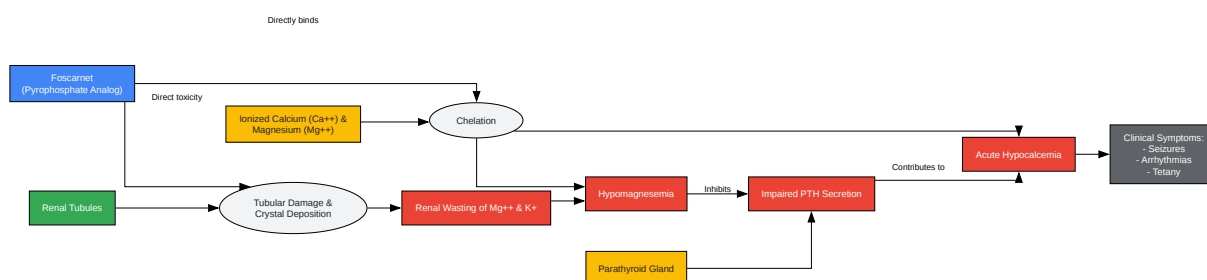 Directly binds
Foscarnet
(Pyrophosphate Analog)
Direct toxicity
Ionized Calcium (Ca++) &
Magnesium (Mg++)
Chelation
Clinical Symptoms:
- Seizures
- Arrhythmias
- Tetany
Acute Hypocalcemia
Contributes to
Renal Tubules
Tubular Damage &
Crystal Deposition
Renal Wasting of Mg++ & K+
Hypomagnesemia
Inhibits
Impaired PTH Secretion
Parathyroid Gland